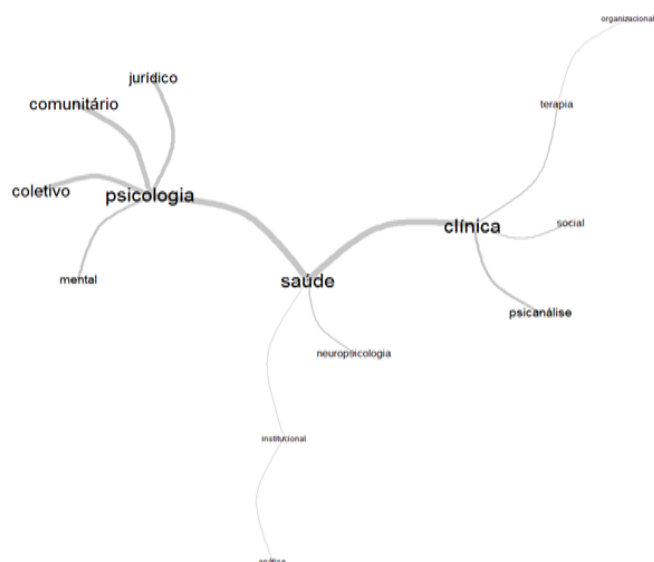 organizacional
jurídico
comunitário
terapia
coletivo
psicologia
clínica
social
saúde
mental
psicanálise
neuropsicologia
institucional